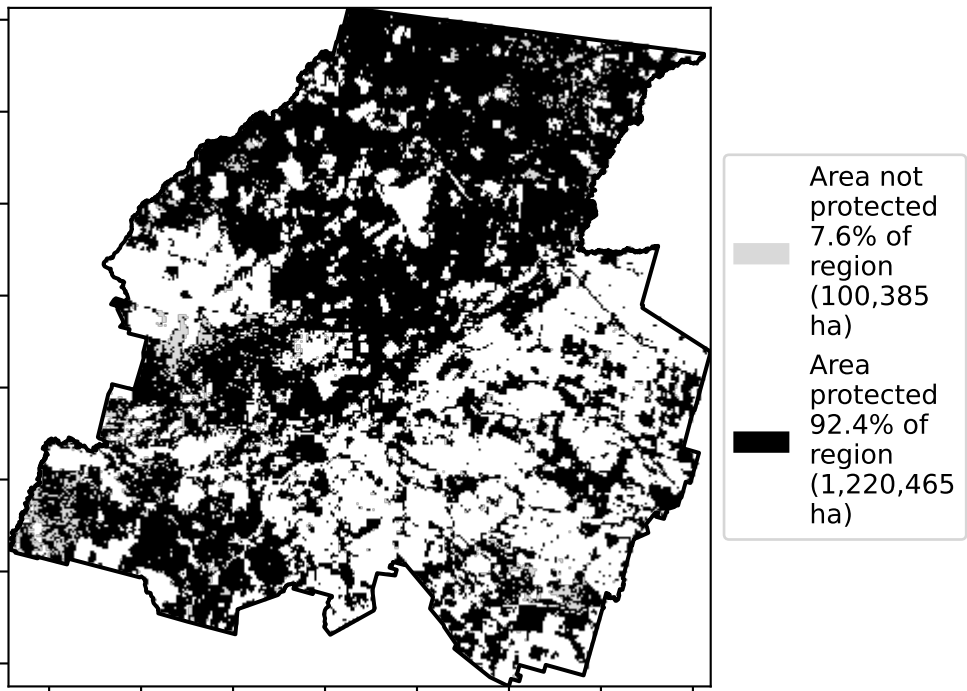 Area not
protected
7.6% of
region
(100,385
ha)
Area
protected
92.4% of
region
(1,220,465
ha)